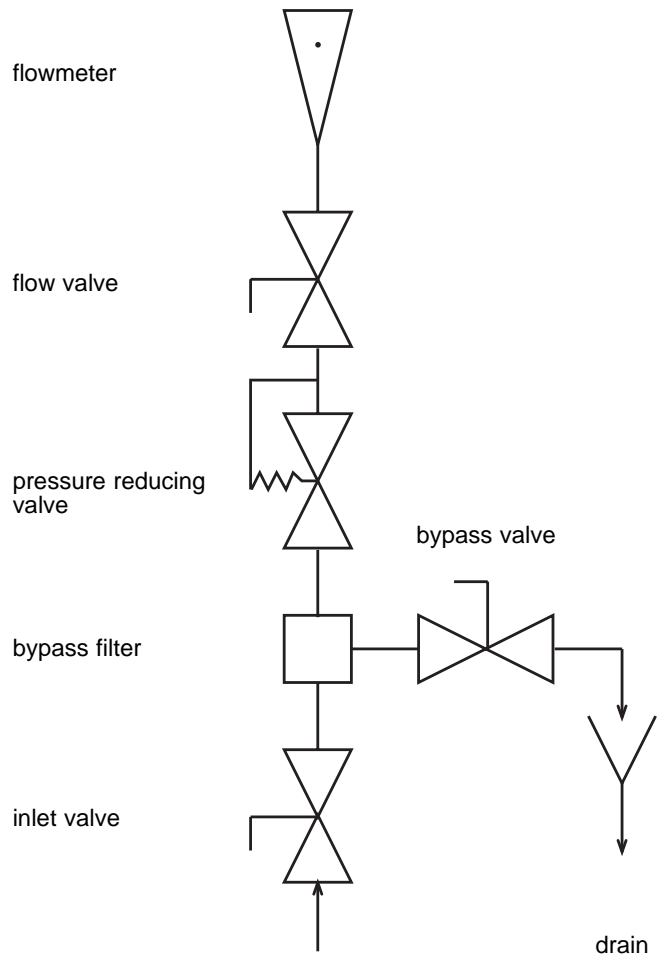 flowmeter
flow valve
pressure reducing
valve
bypass valve
bypass filter
inlet valve
drain